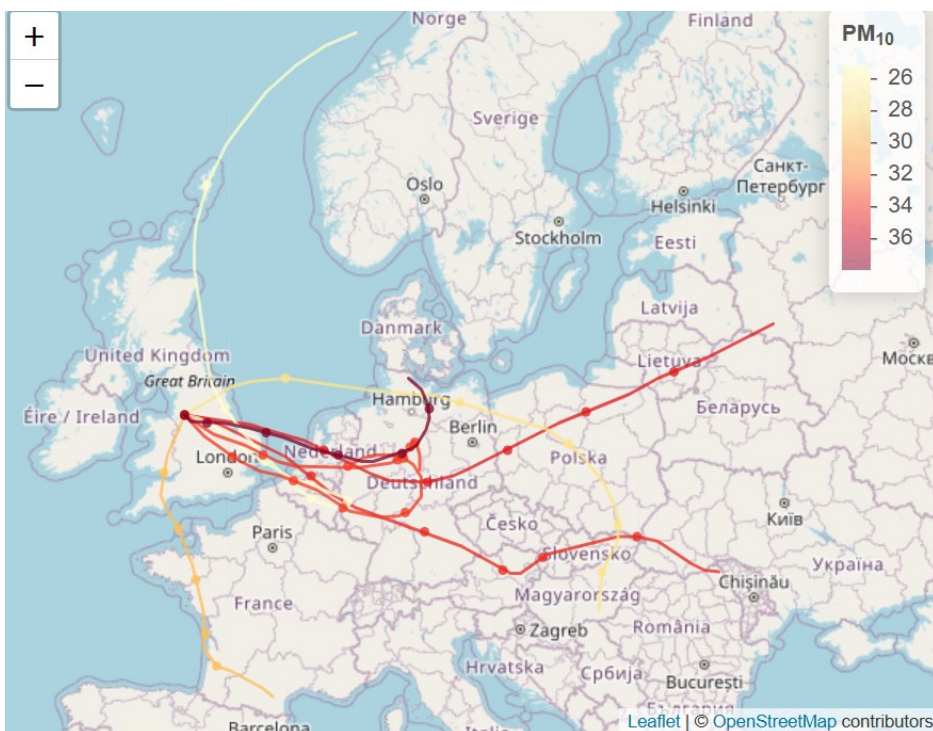 +
−
Norge
Finland
PM10
26
28
30
32
34
36
Sverige
Санкт-
Петербург
Oslo
Helsinki
Stockholm
Eesti
Latvija
Danmark
United Kingdom
Great Britain
Lietuva
Москв
Éire / Ireland
Hamburg
Беларусь
Berlin
London
Nederland
Polska
Deutschland
Paris
Česko
Київ
Slovensko
Україна
Chișinău
France
Magyarország
Zagreb
România
Hrvatska
Србија
București
Barcelona
Leaflet | © OpenStreetMap contributors